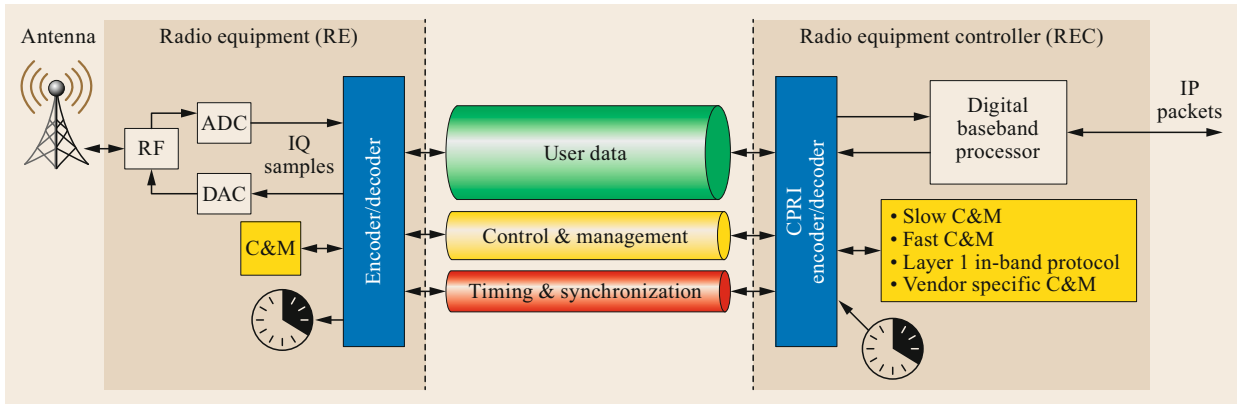 Antenna
Radio equipment (RE)
Radio equipment controller (REC)
ADC
RF
IQ
samples
DAC
C&M
Encoder/decoder
User data
Control & management
Timing & synchronization
CPRI
encoder/decoder
Digital
baseband
processor
IP
packets
• Slow C&M
• Fast C&M
• Layer 1 in-band protocol
• Vendor specific C&M